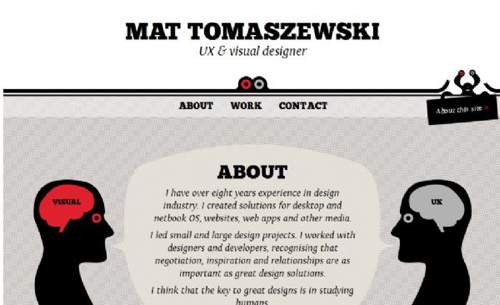 MAT TOMASZEWSKI
UX & visual designer
ABOUT WORK CONTACT
About this site »
ABOUT
I have over eight years experience in design
industry. I created solutions for desktop and
netbook OS, websites, web apps and other media.
I led small and large design projects. I worked with
designers and developers, recognising that
negotiation, inspiration and relationships are as
important as great design solutions.
I think that the key to great designs is in studying
humans
VISUAL
UX